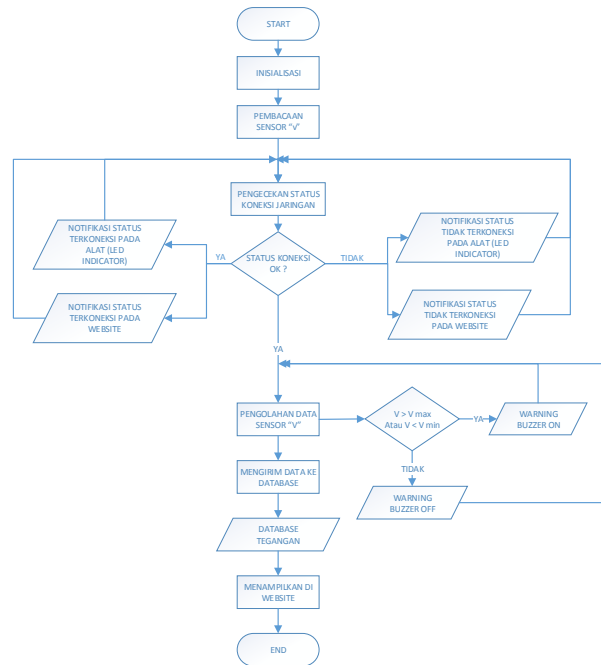 START
INISIALISASI
PEMBACAAN
SENSOR "V"
PENGECEKAN STATUS
KONEKSI JARINGAN
NOTIFIKASI STATUS
TERKONEKSI PADA
ALAT (LED
INDICATOR)
YA
STATUS KONEKSI
OK ?
TIDAK
NOTIFIKASI STATUS
TIDAK TERKONEKSI
PADA ALAT (LED
INDICATOR)
NOTIFIKASI STATUS
TERKONEKSI PADA
WEBSITE
NOTIFIKASI STATUS
TIDAK TERKONEKSI
PADA WEBSITE
YA
PENGOLAHAN DATA
SENSOR "V"
V > V max
Atau V < V min
YA
WARNING
BUZZER ON
TIDAK
WARNING
BUZZER OFF
MENGIRIM DATA KE
DATABASE
DATABASE
TEGANGAN
MENAMPILKAN DI
WEBSITE
END